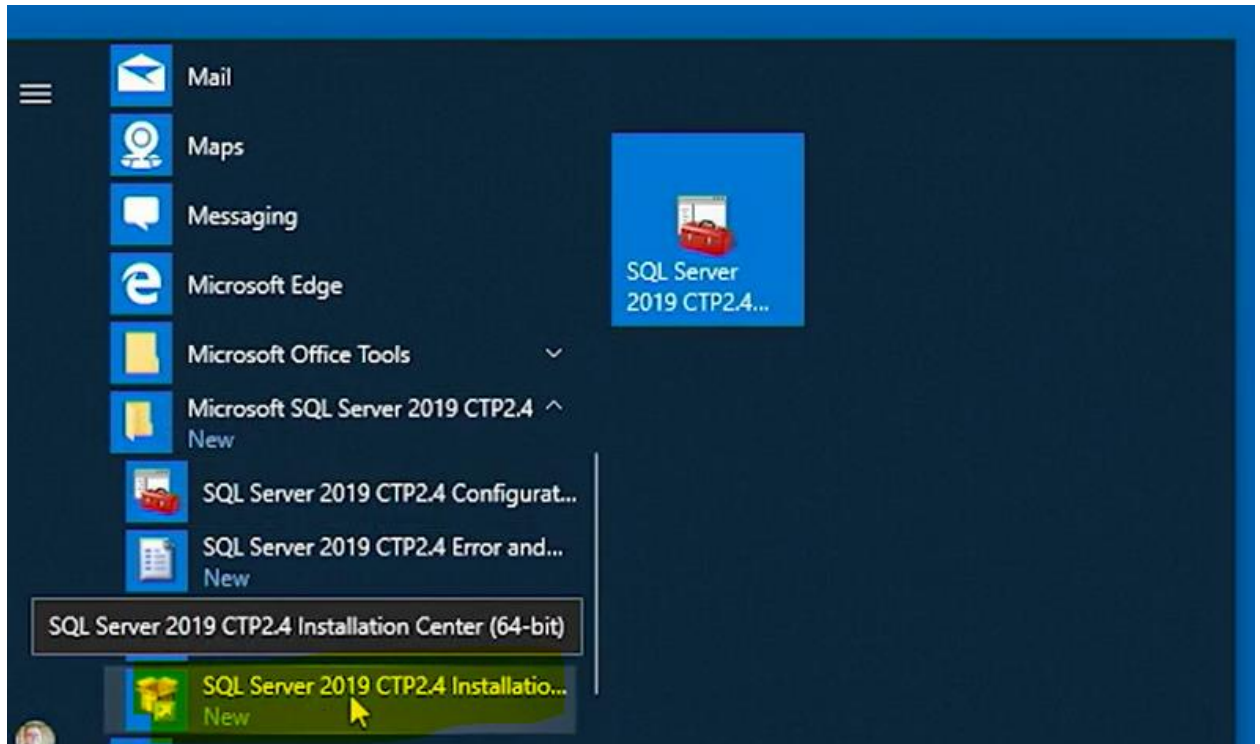 Mail
Maps
Messaging
Microsoft Edge
Microsoft Office Tools
Microsoft SQL Server 2019 CTP2.4
New
SQL Server 2019 CTP2.4 Configurat...
SQL Server 2019 CTP2.4 Error and...
New
SQL Server 2019 CTP2.4 Installation Center (64-bit)
SQL Server 2019 CTP2.4 Installatio...
New
SQL Server
2019 CTP2.4...